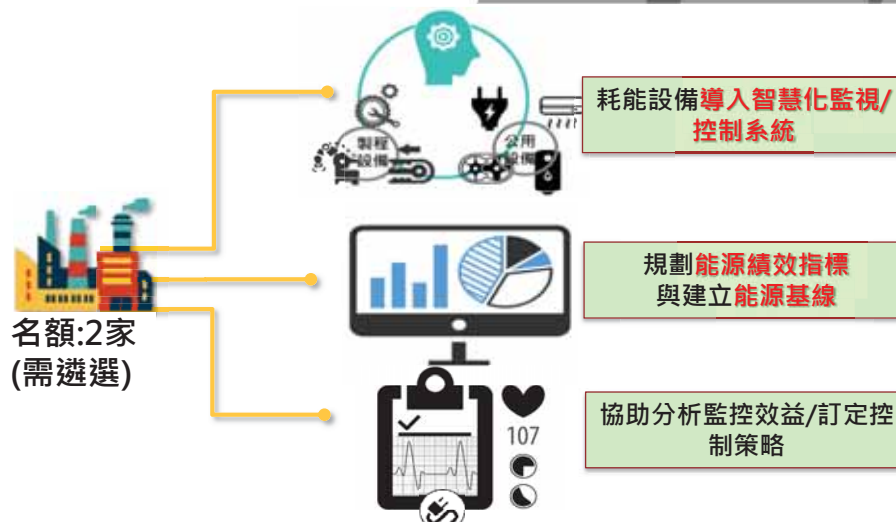 製程
設備
公用
設備
耗能設備導入智慧化監視/
控制系統
規劃能源績效指標
與建立能源基線
名額:2家
(需遴選)
107
協助分析監控效益/訂定控
制策略